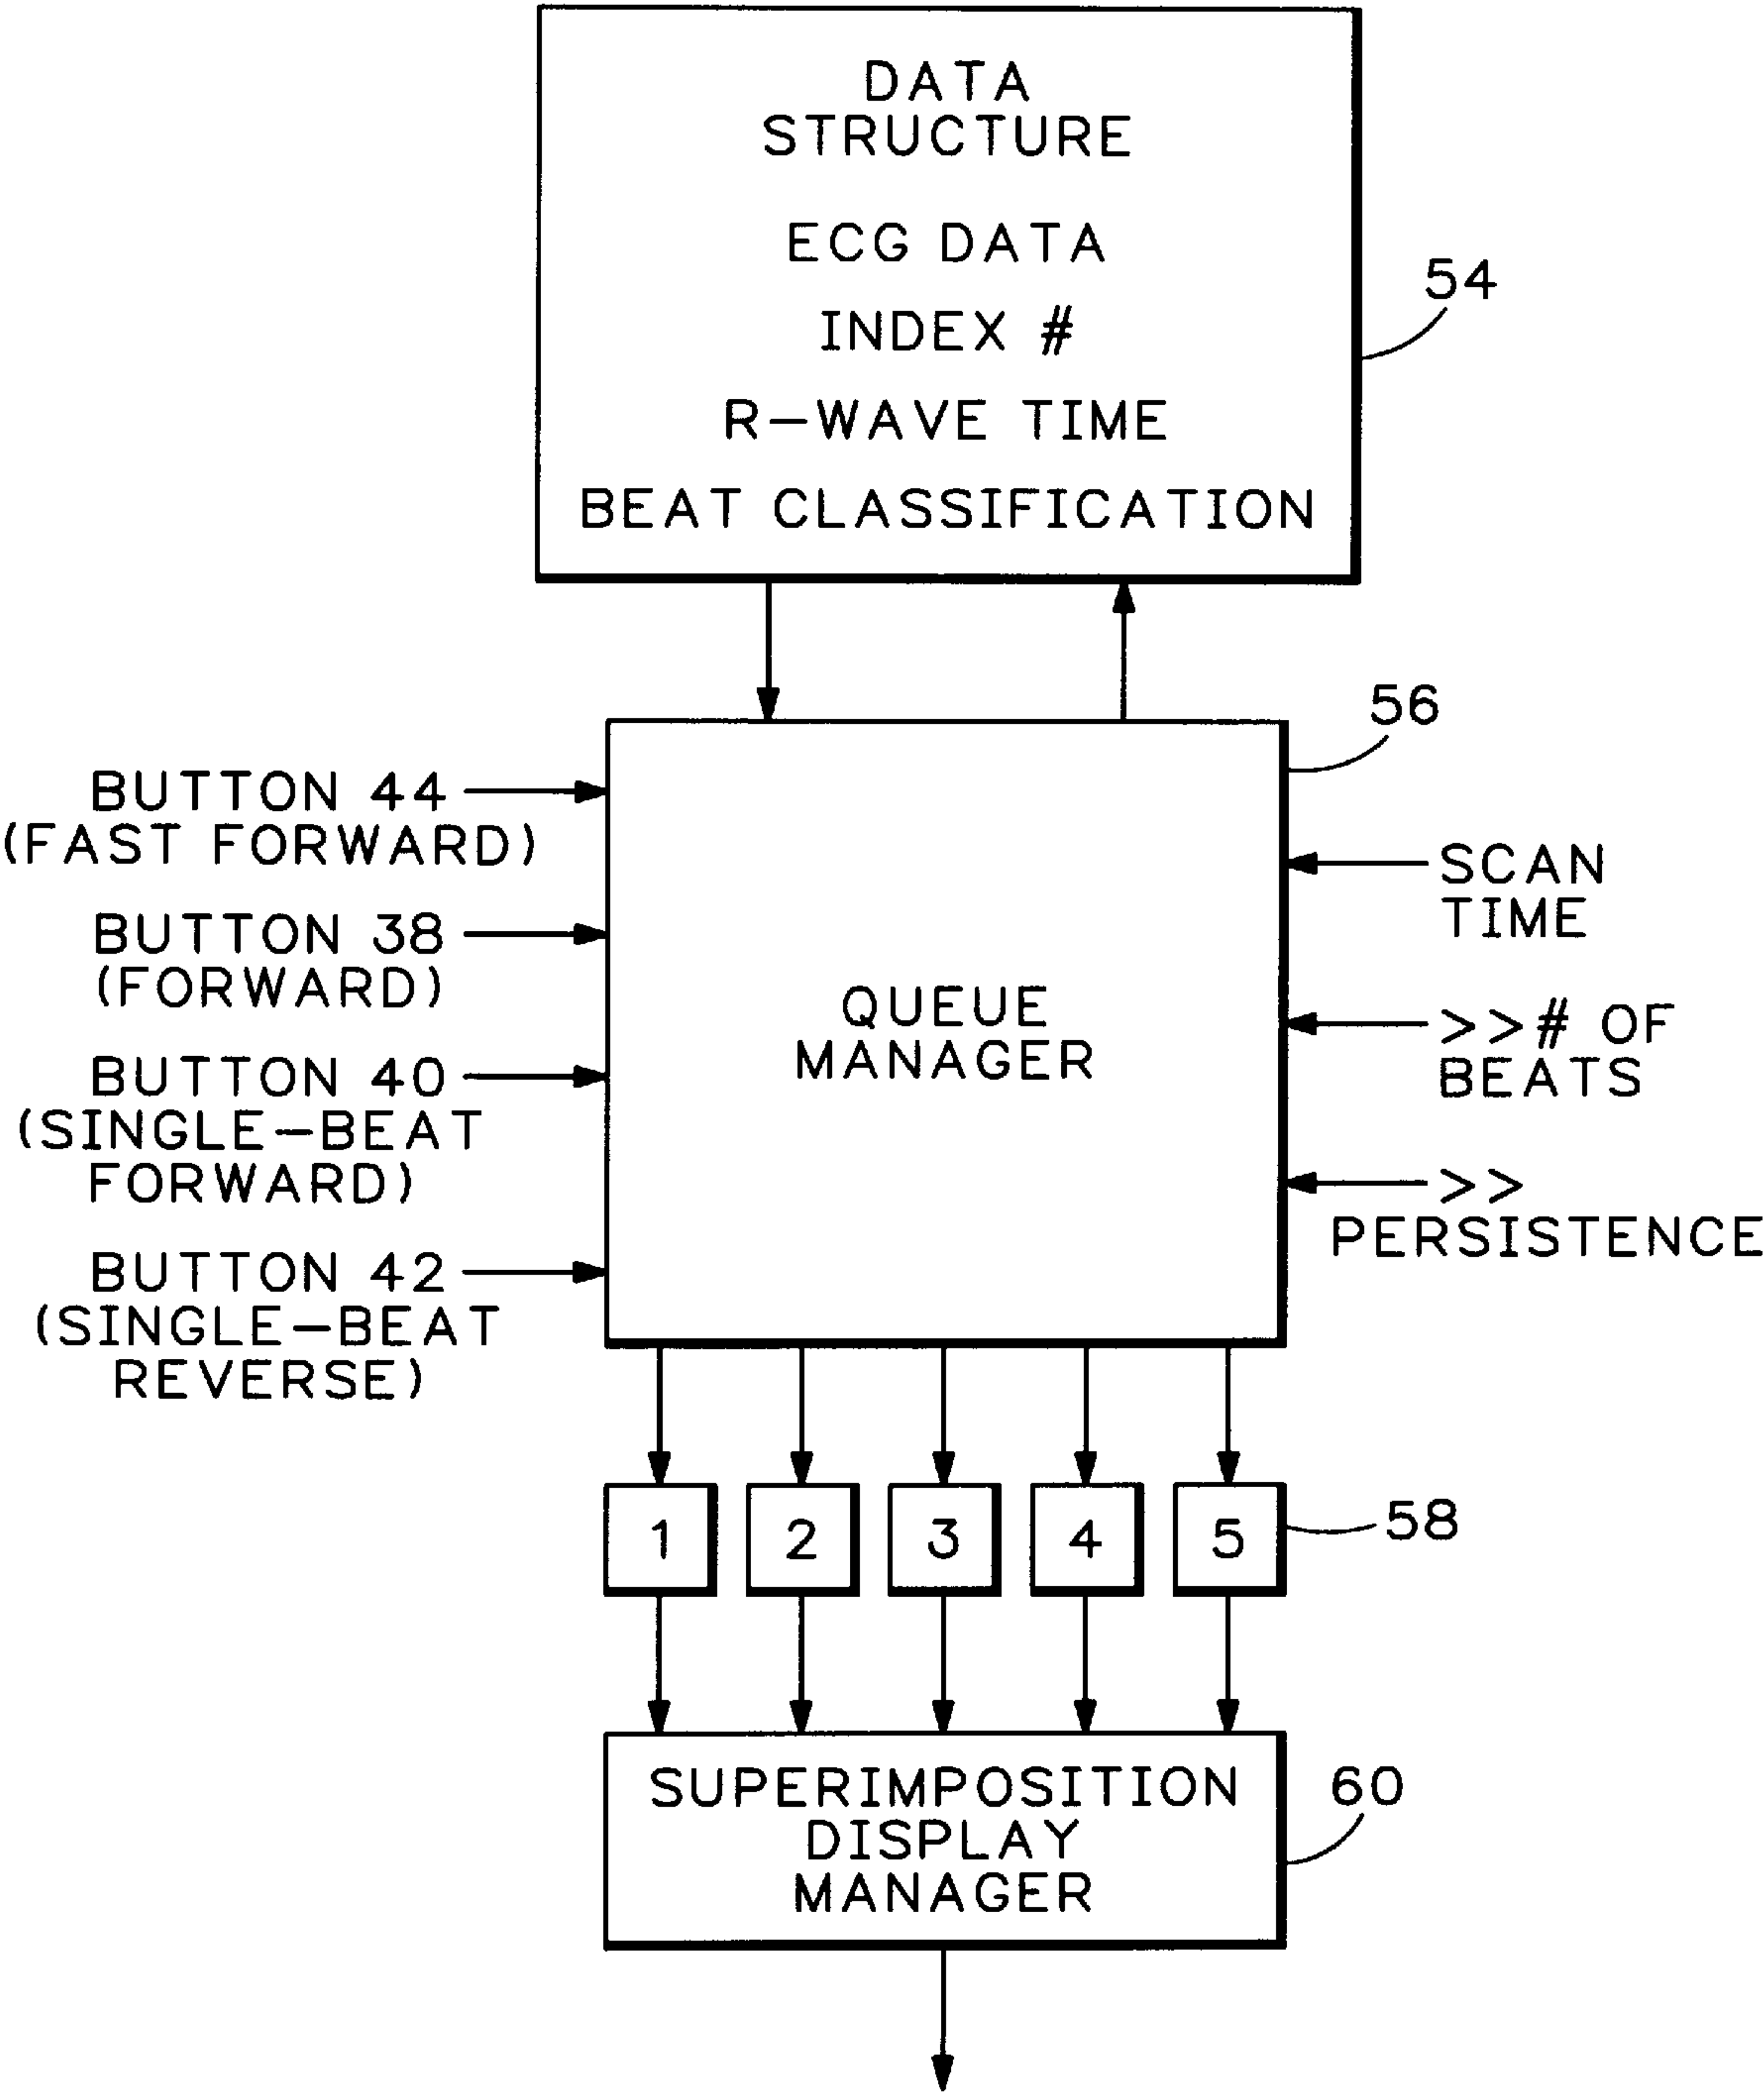 DATA
STRUCTURE
ECG DATA
INDEX #
R-WAVE TIME
BEAT CLASSIFICATION
54
56
BUTTON 44
(FAST FORWARD)
BUTTON 38
(FORWARD)
BUTTON 40
(SINGLE-BEAT
FORWARD)
BUTTON 42
(SINGLE-BEAT
REVERSE)
QUEUE
MANAGER
SCAN
TIME
>># OF
BEATS
>>
PERSISTENCE
1 2 3 4 5
58
SUPERIMPOSITION
DISPLAY
MANAGER
60